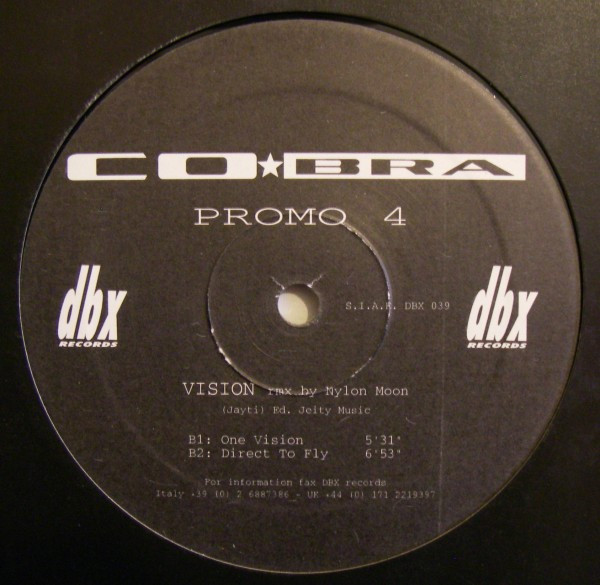 CO★BRA
PROMO 4
dbx RECORDS
dbx RECORDS
S.I.A.E. DBX 039
VISION rmx by Nylon Moon
(Jayti) Ed. Jeity Music
B1: One Vision 5'31"
B2: Direct To Fly 6'53"
For information fax DBX records
Italy +39 (0) 2 6887386 - UK +44 (0) 171 2219397